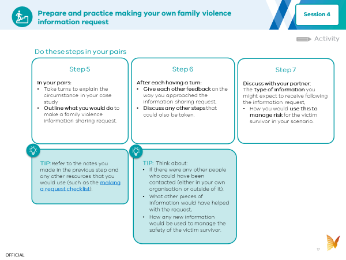 Prepare and practice making your own family violence
information request
Session 4
Activity
Do these steps in your pairs
Step 5
In your pairs:
• Take turns to explain the
circumstance in your case
study
• Outline what you would do to
make a family violence
information sharing request.
Step 6
After each having a turn:
• Give each other feedback on the
way you approached the
information sharing request.
• Discuss any other steps that
could also be taken
Step 7
Discuss with your partner:
The type of information you
might expect to receive following
the information request.
• How you would use this to
manage risk for the victim
survivor in your scenario.
TIP: refer to the notes you
made in the previous step and
any other resources that you
would use (such as the making
a request checklist).
TIP: Think about
• If there were any other people
who could have been
contacted (either in your own
organisation or outside of it).
• What other pieces of
information would have helped
with the request.
• How any new information
would be used to manage the
safety of the victim survivor.
OFFICIAL